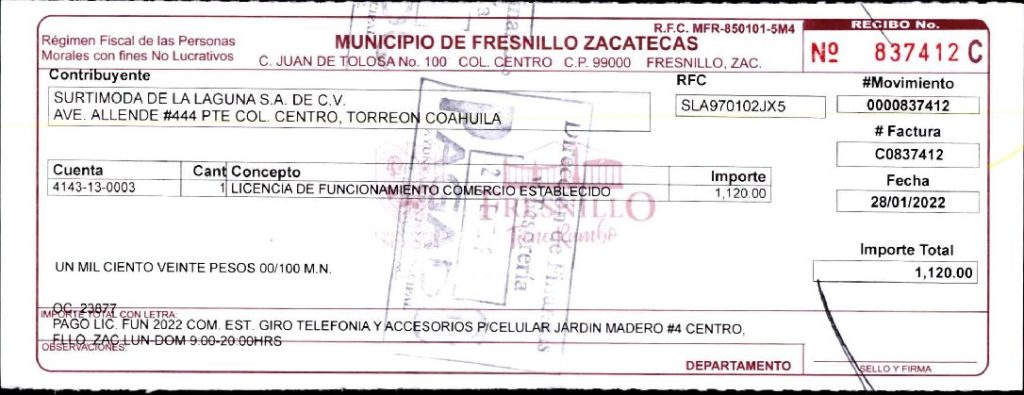 R.F.C. MFR-850101-5M4
RECIBO No.
Régimen Fiscal de las Personas
Morales con fines No Lucrativos
MUNICIPIO DE FRESNILLO ZACATECAS
C. JUAN DE TOLOSA No. 100 COL. CENTRO C.P. 99000 FRESNILLO, ZAC.
Nº 837412 C
Contribuyente
RFC
#Movimiento
SURTIMODA DE LA LAGUNA S.A. DE C.V.
AVE. ALLENDE #444 PTE COL. CENTRO, TORREON COAHUILA
SLA970102JX5
0000837412
# Factura
C0837412
Cuenta Cant Concepto Importe
4143-13-0003 1 LICENCIA DE FUNCIONAMIENTO COMERCIO ESTABLECIDO 1,120.00
Fecha
28/01/2022
FRESNILLO
PAGADO
Dirección de Finanzas
y Tesorería
Importe Total
1,120.00
UN MIL CIENTO VEINTE PESOS 00/100 M.N.
OC 23877
IMPORTE TOTAL CON LETRA:
PAGO LIC. FUN 2022 COM. EST. GIRO TELEFONIA Y ACCESORIOS P/CELULAR JARDIN MADERO #4 CENTRO,
FLLO. ZAC LUN-DOM 9:00-20:00HRS
OBSERVACIONES:
DEPARTAMENTO
SELLO Y FIRMA